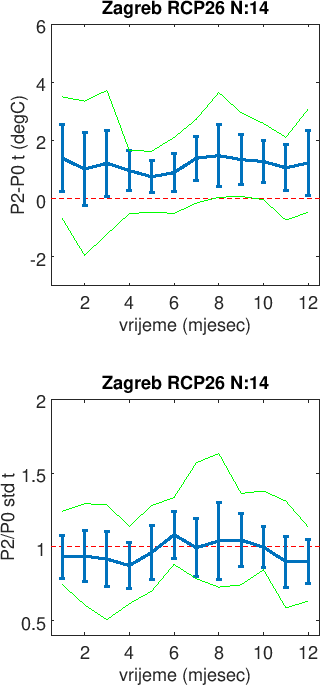 Zagreb RCP26 N:14
6
4
2
0
-2
P2-P0 t (degC)
2 4 6 8 10 12
vrijeme (mjesec)
Zagreb RCP26 N:14
2
1.5
1
0.5
P2/P0 std t
2 4 6 8 10 12
vrijeme (mjesec)